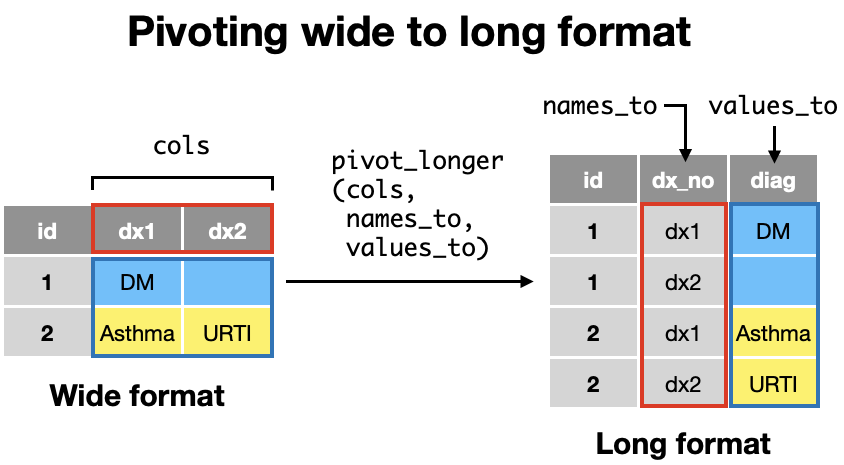 Pivoting wide to long format
cols
id dx1 dx2
1 DM
2 Asthma URTI
Wide format
pivot_longer
(cols,
names_to,
values_to)
names_to values_to
id dx_no diag
1 dx1 DM
1 dx2
2 dx1 Asthma
2 dx2 URTI
Long format